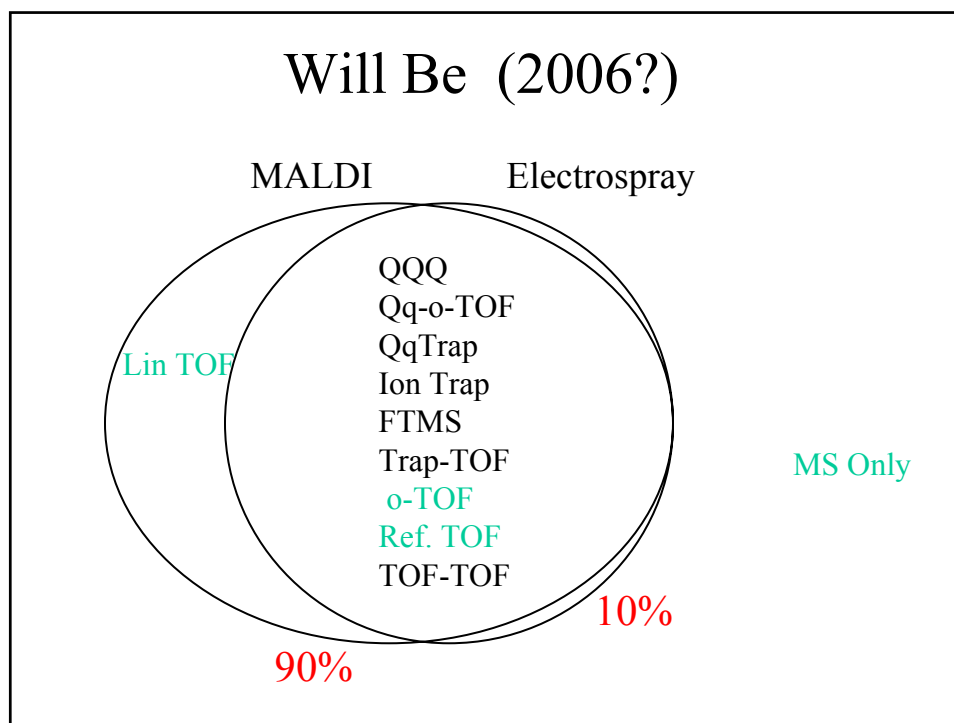 Will Be (2006?)
MALDI
Electrospray
QQQ
Qq-o-TOF
QqTrap
Lin TOF
Ion Trap
FTMS
Trap-TOF
MS Only
o-TOF
Ref. TOF
TOF-TOF
10%
90%